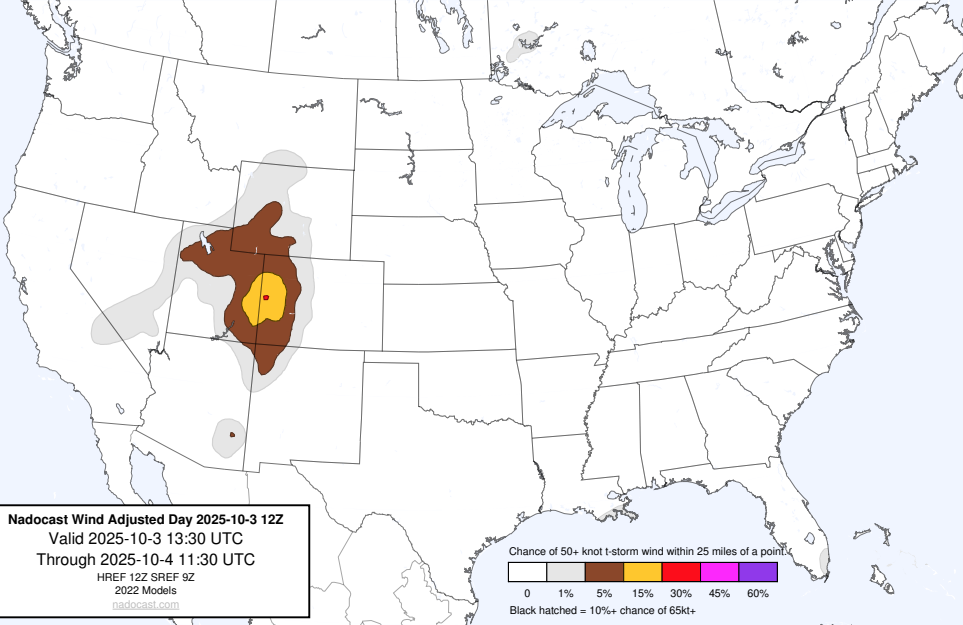 Nadocast Wind Adjusted Day 2025-10-3 12Z
Valid 2025-10-3 13:30 UTC
Through 2025-10-4 11:30 UTC
HREF 12Z SREF 9Z
2022 Models
nadocast.com
Chance of 50+ knot t-storm wind within 25 miles of a point.
0 1% 5% 15% 30% 45% 60%
Black hatched = 10%+ chance of 65kt+